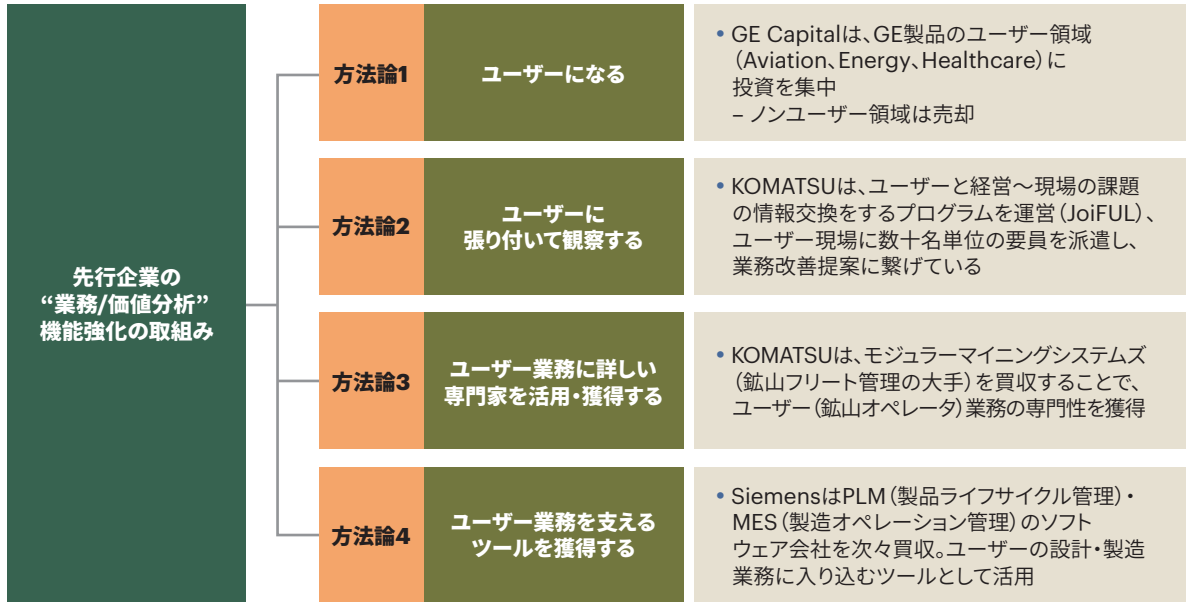 先行企業の
“業務/価値分析”
機能強化の取組み
方法論1
ユーザーになる
• GE Capitalは、GE製品のユーザー領域
（Aviation、Energy、Healthcare）に
投資を集中
– ノンユーザー領域は売却
方法論2
ユーザーに
張り付いて観察する
• KOMATSUは、ユーザーと経営〜現場の課題
の情報交換をするプログラムを運営（JoiFUL）、
ユーザー現場に数十名単位の要員を派遣し、
業務改善提案に繋げている
方法論3
ユーザー業務に詳しい
専門家を活用・獲得する
• KOMATSUは、モジュラーマイニングシステムズ
（鉱山フリート管理の大手）を買収することで、
ユーザー（鉱山オペレータ）業務の専門性を獲得
方法論4
ユーザー業務を支える
ツールを獲得する
• SiemensはPLM（製品ライフサイクル管理）・
MES（製造オペレーション管理）のソフト
ウェア会社を次々買収。ユーザーの設計・製造
業務に入り込むツールとして活用